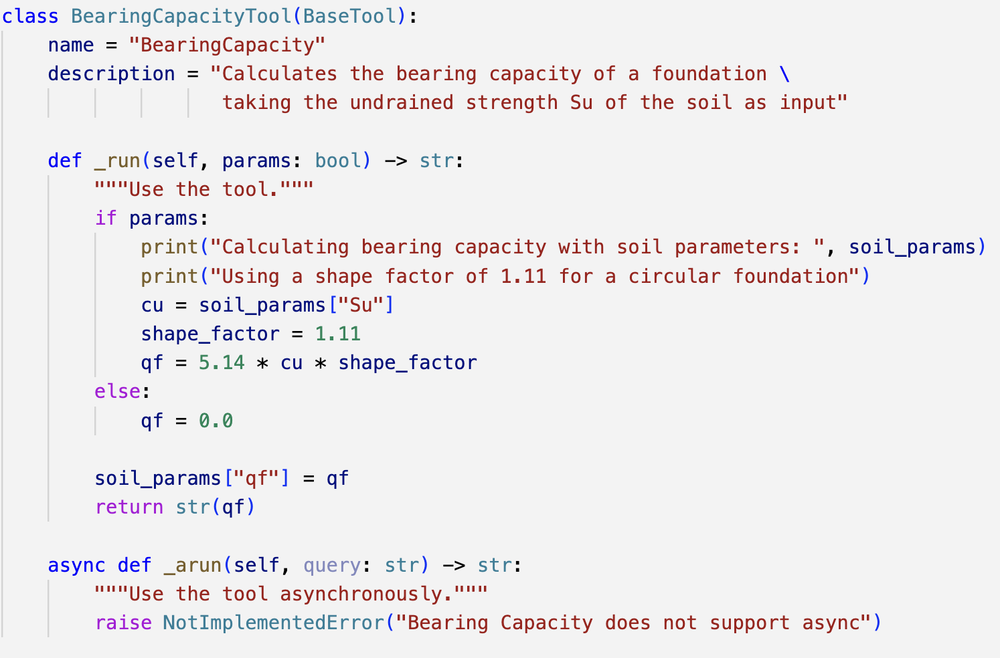 class BearingCapacityTool(BaseTool):
    name = "BearingCapacity"
    description = "Calculates the bearing capacity of a foundation \
                   taking the undrained strength Su of the soil as input"

    def _run(self, params: bool) -> str:
        """Use the tool."""
        if params:
            print("Calculating bearing capacity with soil parameters: ", soil_params)
            print("Using a shape factor of 1.11 for a circular foundation")
            cu = soil_params["Su"]
            shape_factor = 1.11
            qf = 5.14 * cu * shape_factor
        else:
            qf = 0.0

        soil_params["qf"] = qf
        return str(qf)

    async def _arun(self, query: str) -> str:
        """Use the tool asynchronously."""
        raise NotImplementedError("Bearing Capacity does not support async")